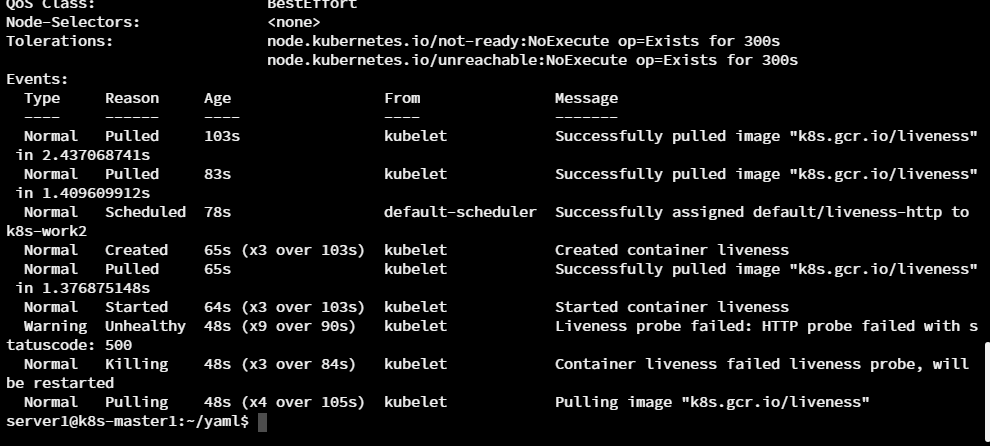 QoS Class:                   BestEffort
Node-Selectors:              <none>
Tolerations:                 node.kubernetes.io/not-ready:NoExecute op=Exists for 300s
                             node.kubernetes.io/unreachable:NoExecute op=Exists for 300s
Events:
  Type     Reason     Age                 From               Message
  ----     ------     ----                ----               -------
  Normal   Pulled     103s                kubelet            Successfully pulled image "k8s.gcr.io/liveness"
 in 2.437068741s
  Normal   Pulled     83s                 kubelet            Successfully pulled image "k8s.gcr.io/liveness"
 in 1.409609912s
  Normal   Scheduled  78s                 default-scheduler  Successfully assigned default/liveness-http to
k8s-work2
  Normal   Created    65s (x3 over 103s)  kubelet            Created container liveness
  Normal   Pulled     65s                 kubelet            Successfully pulled image "k8s.gcr.io/liveness"
 in 1.376875148s
  Normal   Started    64s (x3 over 103s)  kubelet            Started container liveness
  Warning  Unhealthy  48s (x9 over 90s)   kubelet            Liveness probe failed: HTTP probe failed with s
tatuscode: 500
  Normal   Killing    48s (x3 over 84s)   kubelet            Container liveness failed liveness probe, will
be restarted
  Normal   Pulling    48s (x4 over 105s)  kubelet            Pulling image "k8s.gcr.io/liveness"
server1@k8s-master1:~/yaml$